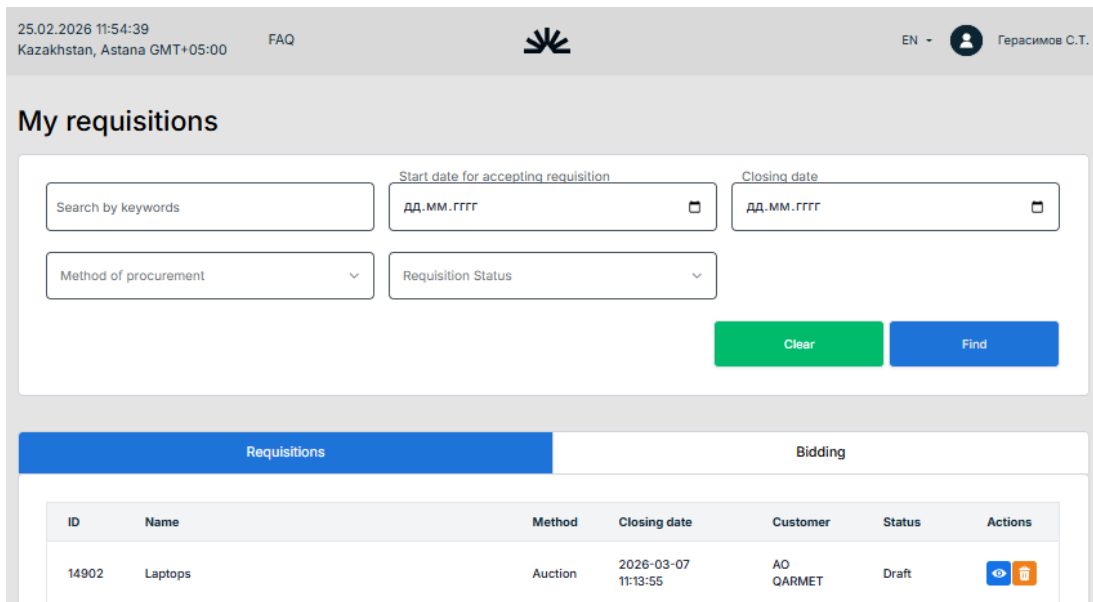 25.02.2026 11:54:39
Kazakhstan, Astana GMT+05:00
FAQ
EN
Герасимов С.Т.
My requisitions
Search by keywords
Start date for accepting requisition
дд.мм.гггг
Closing date
дд.мм.гггг
Method of procurement
Requisition Status
Clear
Find
Requisitions
Bidding
ID Name Method Closing date Customer Status Actions
14902 Laptops Auction 2026-03-07 AO Draft
11:13:55 QARMET